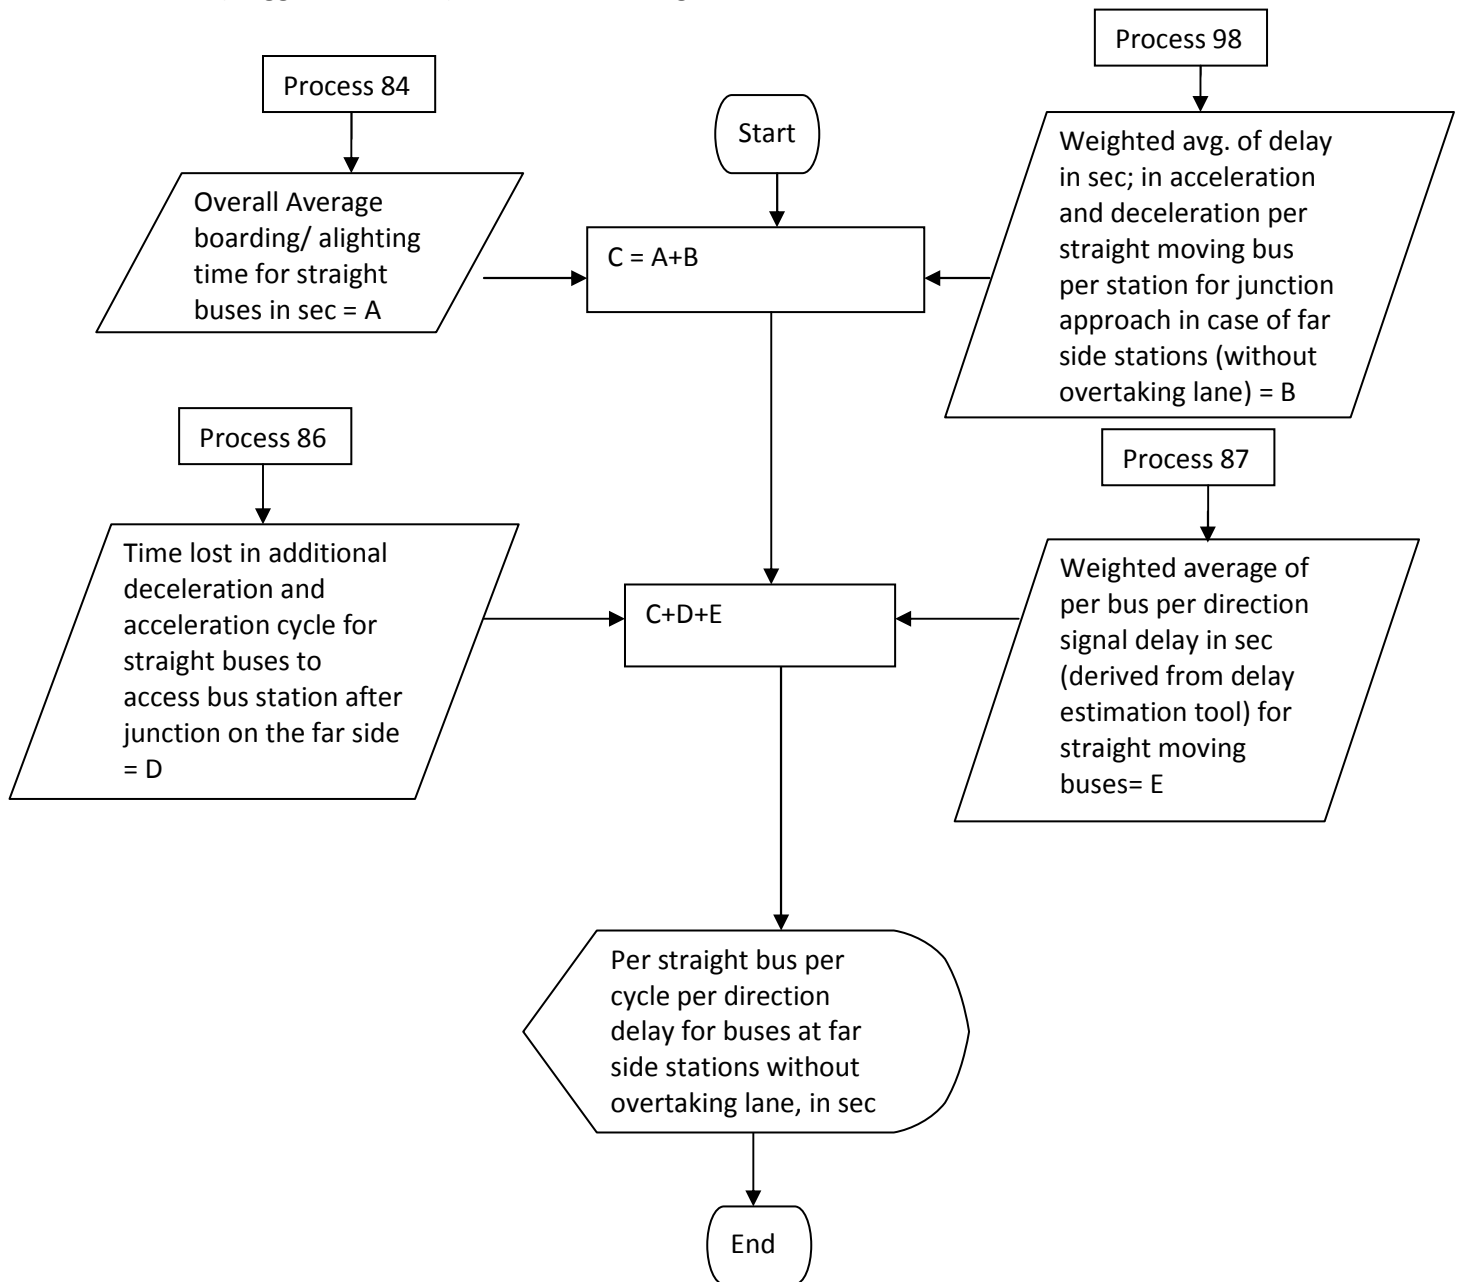 Process 98
Process 84
Start
Weighted avg. of delay
in sec; in acceleration
and deceleration per
straight moving bus
per station for junction
approach in case of far
side stations (without
overtaking lane) = B
Overall Average
boarding/ alighting
time for straight
buses in sec = A
C = A+B
Process 86
Process 87
Time lost in additional
deceleration and
acceleration cycle for
straight buses to
access bus station after
junction on the far side
= D
C+D+E
Weighted average of
per bus per direction
signal delay in sec
(derived from delay
estimation tool) for
straight moving
buses= E
Per straight bus per
cycle per direction
delay for buses at far
side stations without
overtaking lane, in sec
End